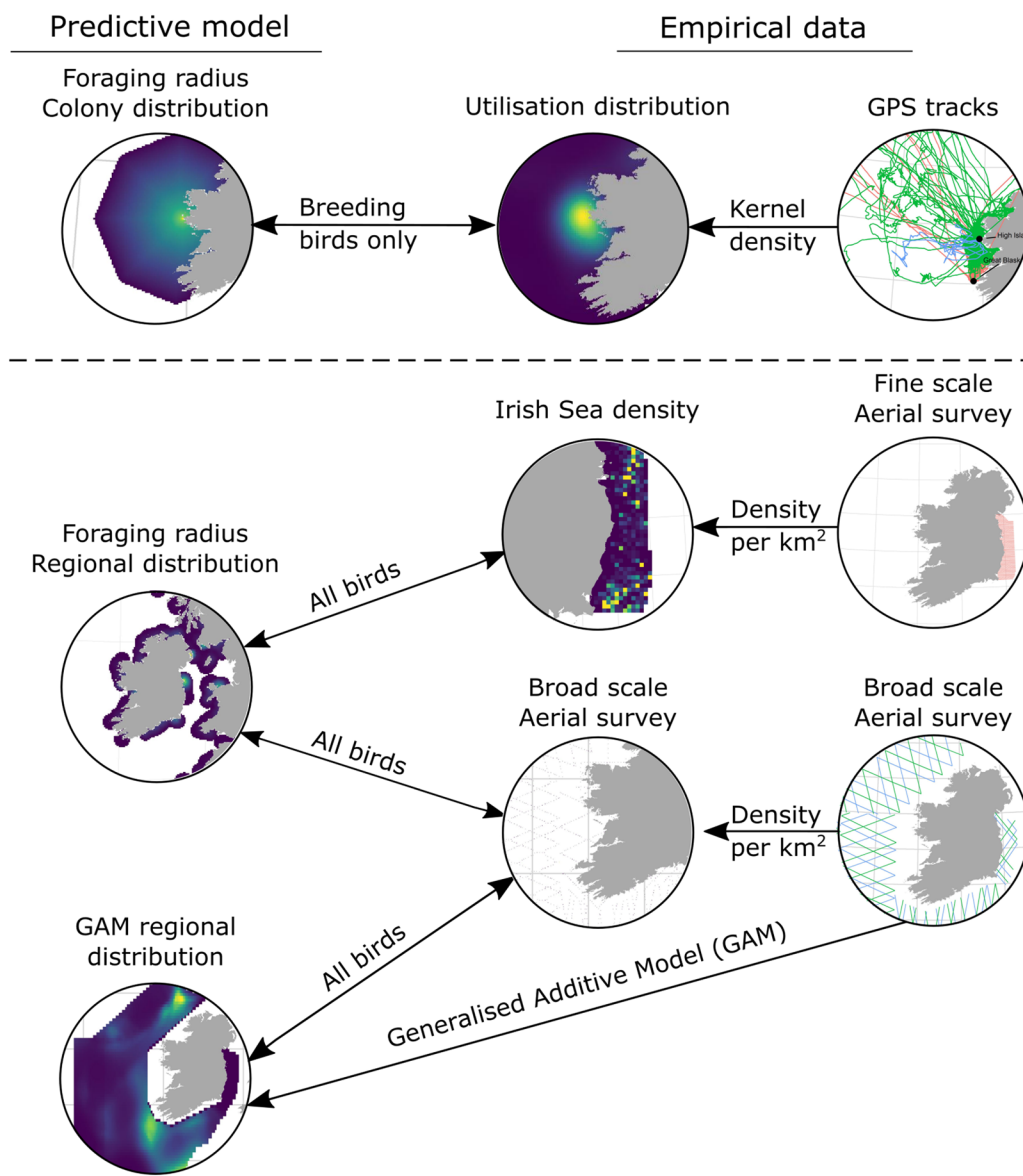 Predictive model
Empirical data
Foraging radius
Colony distribution
Utilisation distribution
GPS tracks
Breeding
birds only
Kernel
density
High Isla
Great Blask
Irish Sea density
Fine scale
Aerial survey
Density
per km²
Foraging radius
Regional distribution
All birds
Broad scale
Aerial survey
Broad scale
Aerial survey
All birds
Density
per km²
GAM regional
distribution
All birds
Generalised Additive Model (GAM)